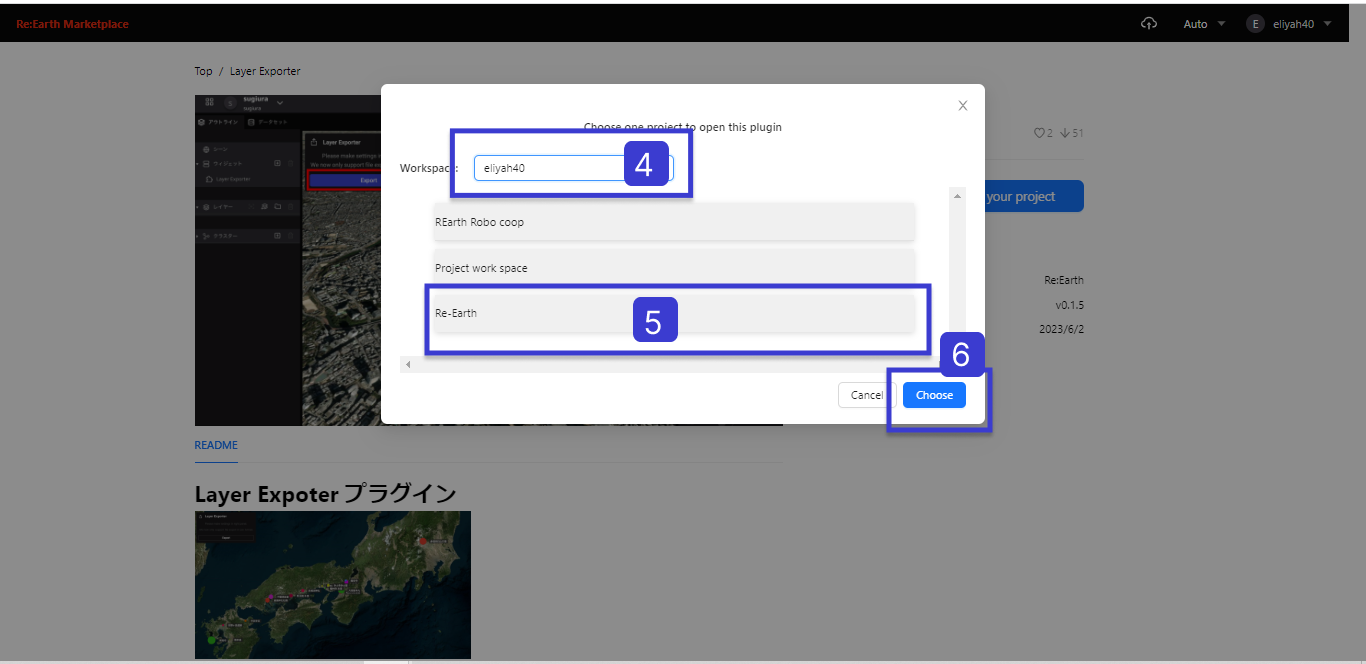 Re:Earth Marketplace
Auto
E
eliyah40
Top / Layer Exporter
S
sugiura
sugiura
アウトライン
データセット
シーン
ウィジェット
Layer Exporter
レイヤー
クラスター
Layer Exporter
Please make settings
We now only support file ex
Export
Choose one project to open this plugin
Workspace:
eliyah40
4
REarth Robo coop
Project work space
Re-Earth
5
6
Cancel
Choose
2
51
your project
Re:Earth
v0.1.5
2023/6/2
README
Layer Expoter プラグイン
Layer Exporter
Export